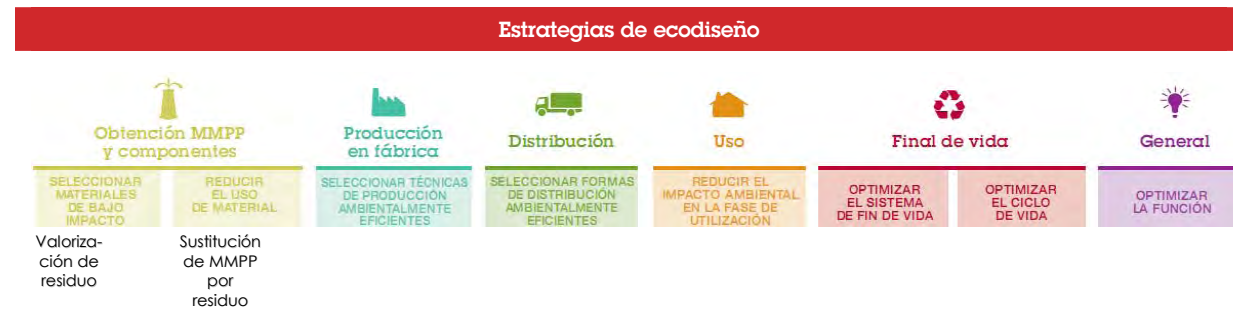 Estrategias de ecodiseño
Obtención MMPP
y componentes
SELECCIONAR
MATERIALES
DE BAJO
IMPACTO
REDUCIR
EL USO
DE MATERIAL
Valoriza-
ción de
residuo
Sustitución
de MMPP
por
residuo
Producción
en fábrica
SELECCIONAR TÉCNICAS
DE PRODUCCIÓN
AMBIENTALMENTE
EFICIENTES
Distribución
SELECCIONAR FORMAS
DE DISTRIBUCIÓN
AMBIENTALMENTE
EFICIENTES
Uso
REDUCIR EL
IMPACTO AMBIENTAL
EN LA FASE DE
UTILIZACIÓN
Final de vida
OPTIMIZAR
EL SISTEMA
DE FIN DE VIDA
OPTIMIZAR
EL CICLO
DE VIDA
General
OPTIMIZAR
LA FUNCIÓN